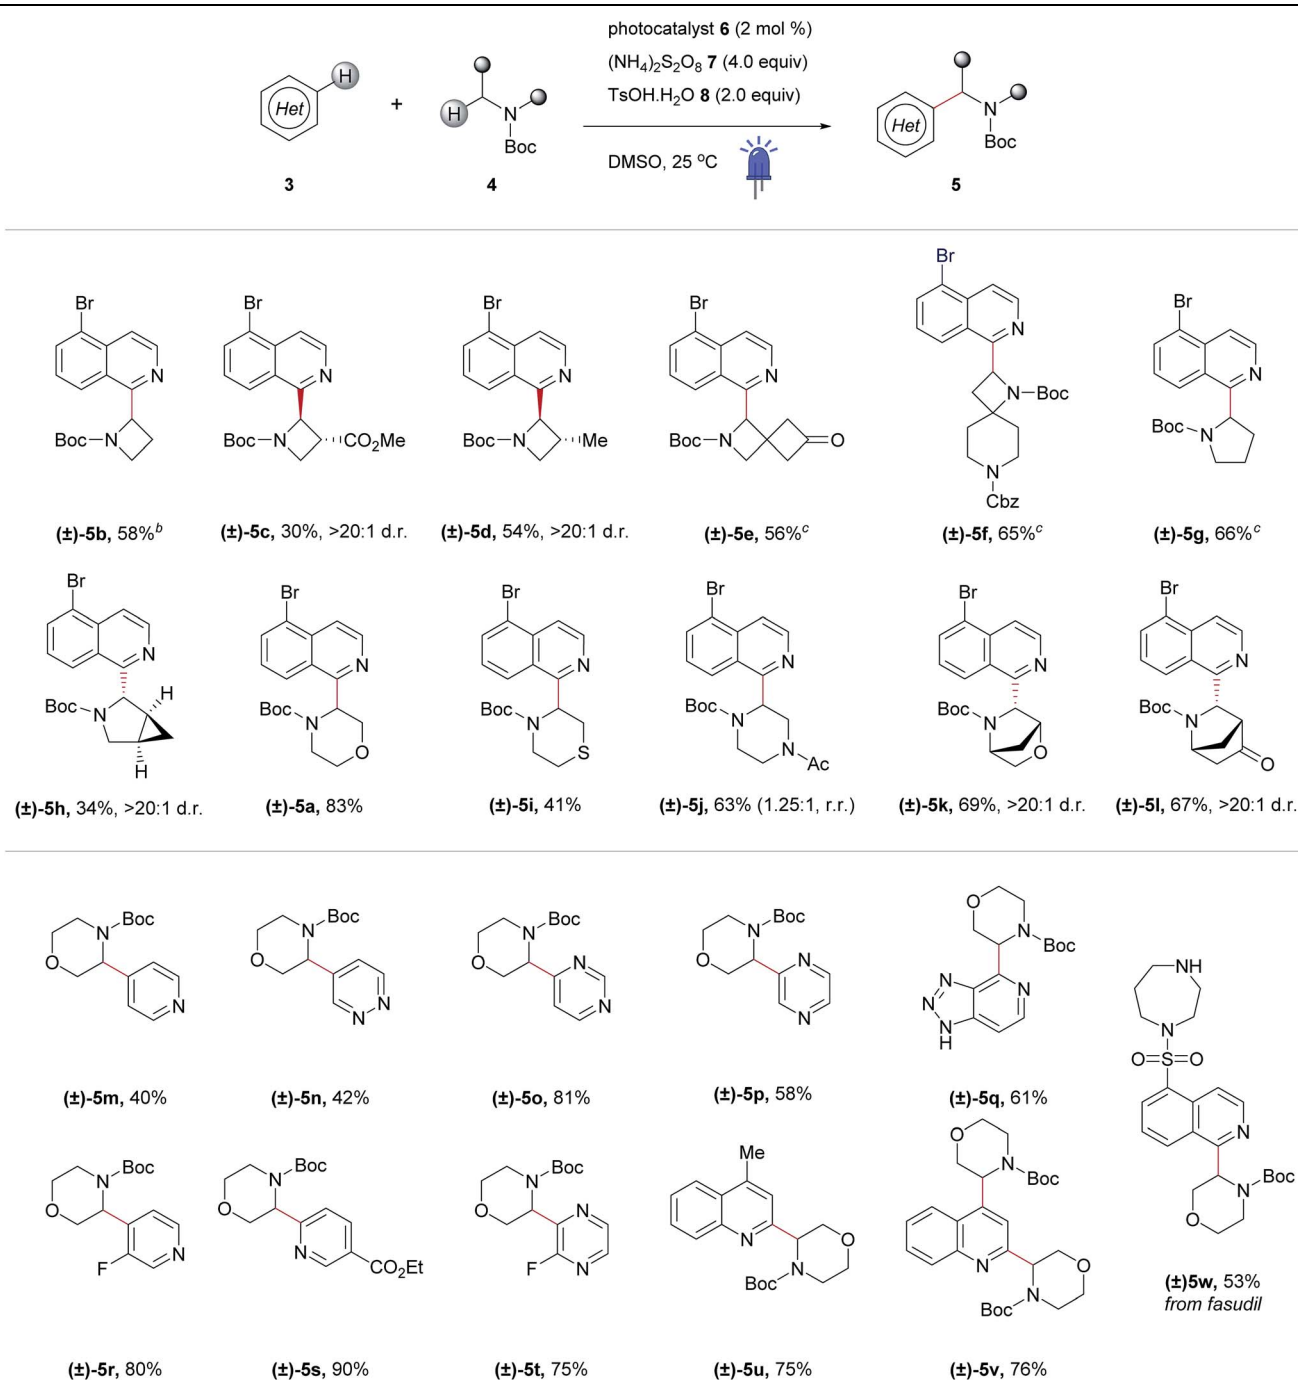 photocatalyst 6 (2 mol %)
(NH4)2S2O8 7 (4.0 equiv)
TsOH.H2O 8 (2.0 equiv)
DMSO, 25 ºC
Het
H
+
H
N
Boc
Het
N
Boc
3
4
5
Br
N
Boc
N
(±)-5b, 58%b
Br
N
Boc
N
CO2Me
(±)-5c, 30%, >20:1 d.r.
Br
N
Boc
N
Me
(±)-5d, 54%, >20:1 d.r.
Br
N
Boc
N
O
(±)-5e, 56%c
Br
N
N
Boc
N
Cbz
(±)-5f, 65%c
Br
N
Boc
N
(±)-5g, 66%c
Br
N
Boc
N
H
H
(±)-5h, 34%, >20:1 d.r.
Br
N
Boc
N
O
(±)-5a, 83%
Br
N
Boc
N
S
(±)-5i, 41%
Br
N
Boc
N
N
Ac
(±)-5j, 63% (1.25:1, r.r.)
Br
N
Boc
N
O
(±)-5k, 69%, >20:1 d.r.
Br
N
Boc
N
O
(±)-5l, 67%, >20:1 d.r.
Boc
N
O
N
(±)-5m, 40%
Boc
N
O
N
N
(±)-5n, 42%
Boc
N
O
N
N
(±)-5o, 81%
Boc
N
O
N
N
(±)-5p, 58%
O
N
Boc
N
N
N
N
H
(±)-5q, 61%
NH
N
O=S=O
N
N
Boc
O
(±)5w, 53%
from fasudil
Boc
N
O
F
N
(±)-5r, 80%
Boc
N
O
N
CO2Et
(±)-5s, 90%
Boc
N
O
N
F
N
(±)-5t, 75%
Me
N
O
N
Boc
(±)-5u, 75%
O
N
Boc
N
O
N
Boc
(±)-5v, 76%